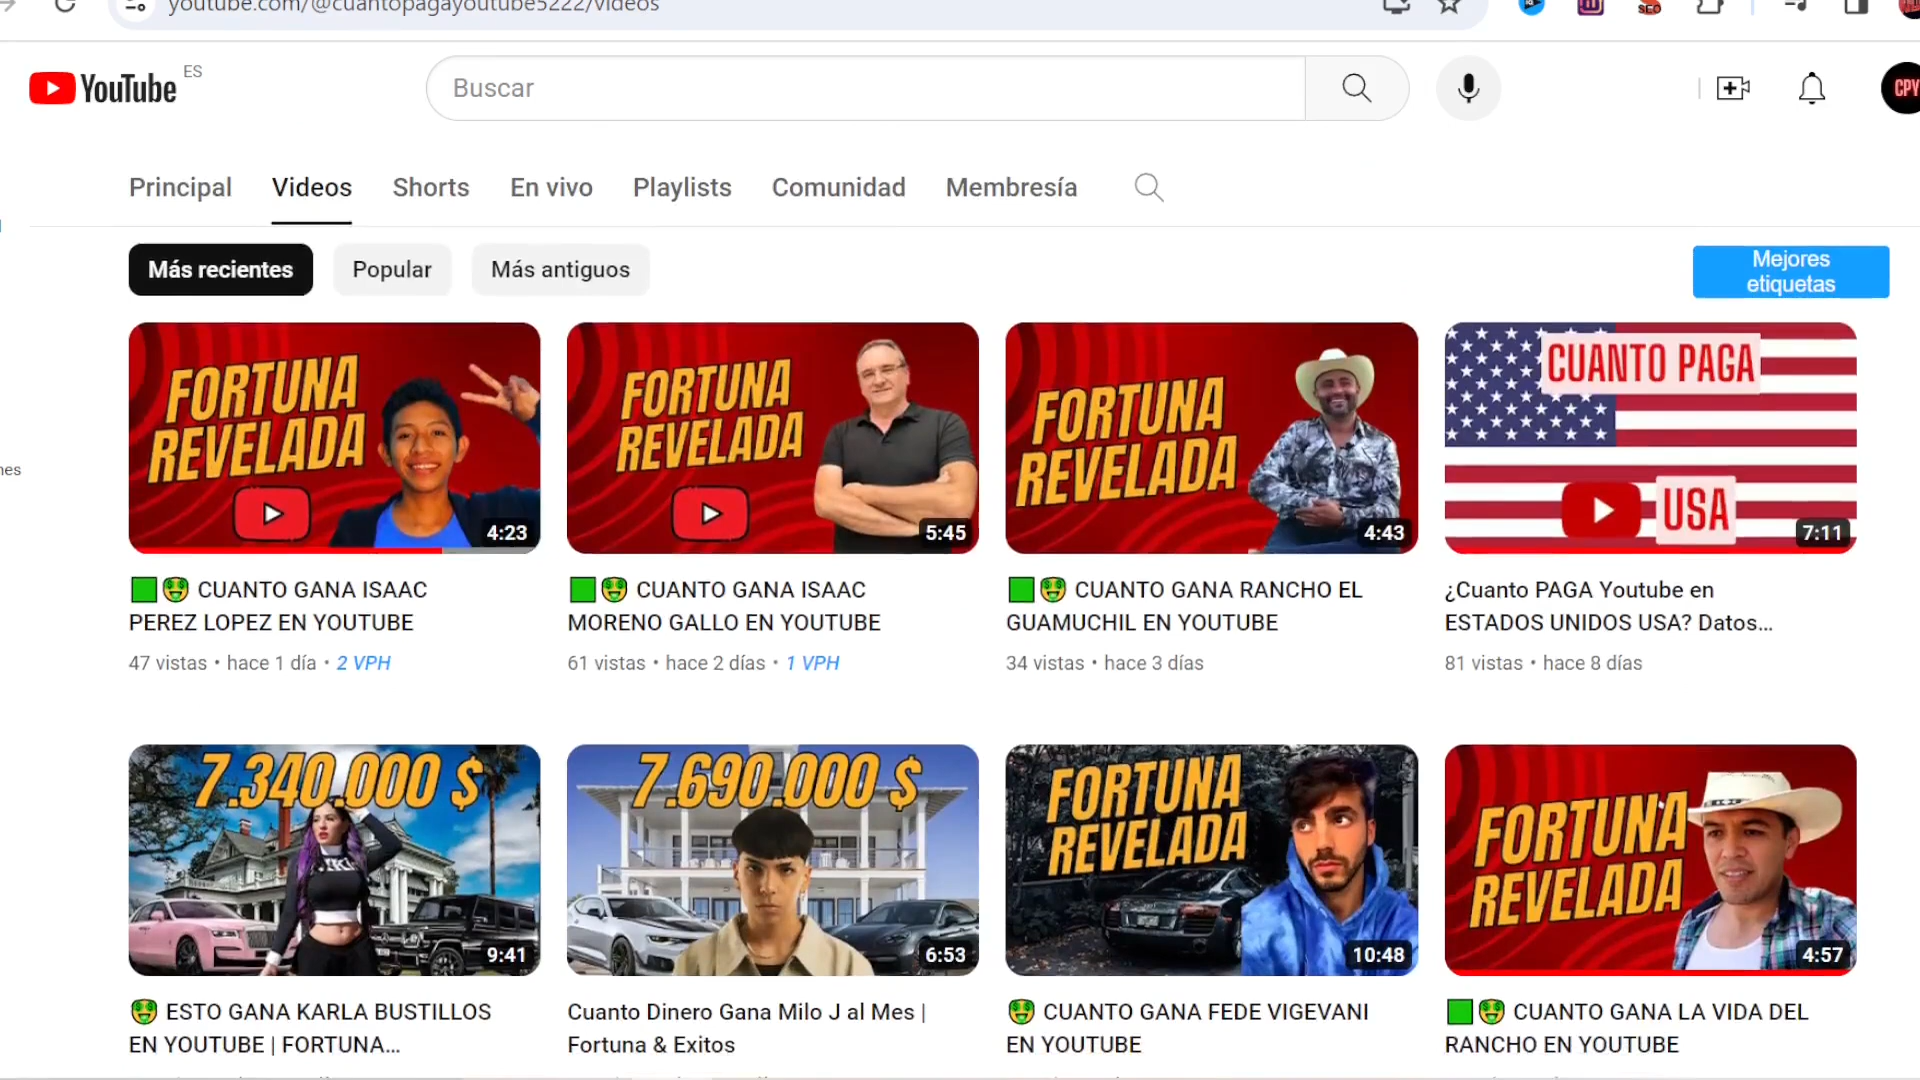 youtube.com/@cuantopagayoutube5222/videos
SEO
YouTube ES
Buscar
CPY
Principal Videos Shorts En vivo Playlists Comunidad Membresía
Más recientes Popular Más antiguos
Mejores
etiquetas
nes
FORTUNA
REVELADA
4:23
FORTUNA
REVELADA
5:45
FORTUNA
REVELADA
4:43
CUANTO PAGA
USA
7:11
CUANTO GANA ISAAC
PEREZ LOPEZ EN YOUTUBE
47 vistas • hace 1 día • 2 VPH
CUANTO GANA ISAAC
MORENO GALLO EN YOUTUBE
61 vistas • hace 2 días • 1 VPH
CUANTO GANA RANCHO EL
GUAMUCHIL EN YOUTUBE
34 vistas • hace 3 días
¿Cuanto PAGA Youtube en
ESTADOS UNIDOS USA? Datos...
81 vistas • hace 8 días
7.340.000 $
9:41
7.690.000 $
6:53
FORTUNA
REVELADA
10:48
FORTUNA
REVELADA
4:57
ESTO GANA KARLA BUSTILLOS
EN YOUTUBE | FORTUNA...
Cuanto Dinero Gana Milo J al Mes |
Fortuna & Exitos
CUANTO GANA FEDE VIGEVANI
EN YOUTUBE
CUANTO GANA LA VIDA DEL
RANCHO EN YOUTUBE